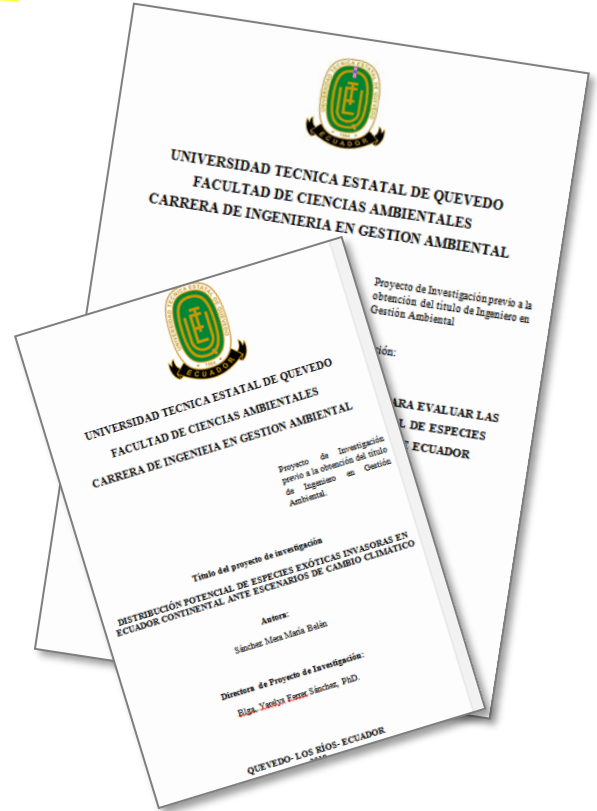 ECUADOR
UNIVERSIDAD TECNICA ESTATAL DE QUEVEDO
FACULTAD DE CIENCIAS AMBIENTALES
CARRERA DE INGENIERIA EN GESTION AMBIENTAL
Proyecto de Investigación previo a la
obtención del título de Ingeniero en
Gestión Ambiental
ción:
ARA EVALUAR LAS
L DE ESPECIES
ECUADOR
ECUADOR
UNIVERSIDAD TECNICA ESTATAL DE QUEVEDO
FACULTAD DE CIENCIAS AMBIENTALES
CARRERA DE INGENIEIA EN GESTION AMBIENTAL
Proyecto de Investigación
previo a la obtención del título
de Ingeniero en Gestión
Ambiental.
Título del proyecto de investigación
DISTRIBUCIÓN POTENCIAL DE ESPECIES EXÓTICAS INVASORAS EN
ECUADOR CONTINENTAL ANTE ESCENARIOS DE CAMBIO CLIMATICO
Autora:
Sánchez Mera María Belén
Directora de Proyecto de Investigación:
Blga. Yarelys Ferrer Sánchez, PhD.
QUEVEDO- LOS RÍOS- ECUADOR